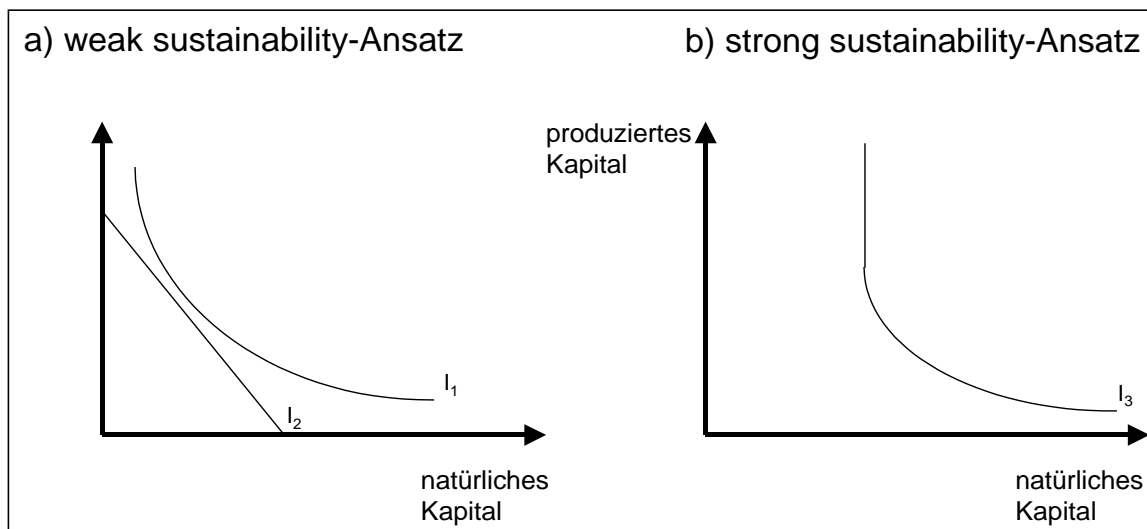 a) weak sustainability-Ansatz
b) strong sustainability-Ansatz
produziertes
Kapital
I1
I2
I3
natürliches
Kapital
natürliches
Kapital